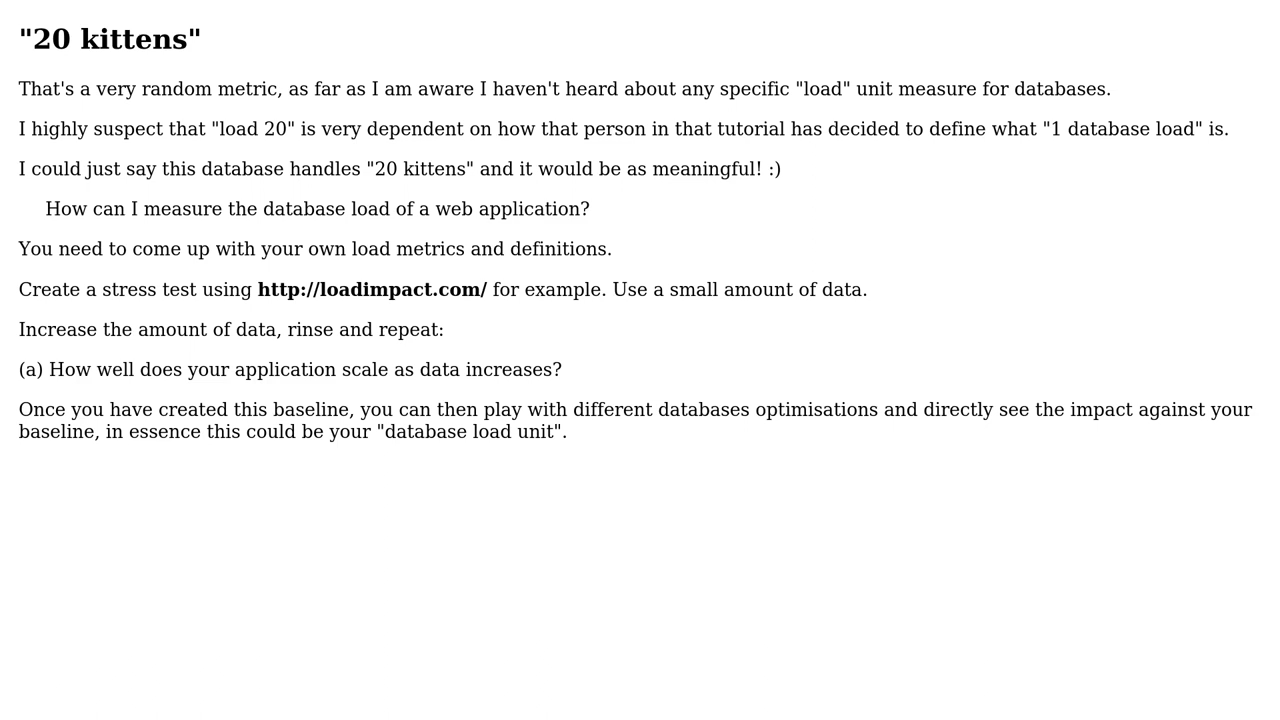 "20 kittens"
That's a very random metric, as far as I am aware I haven't heard about any specific "load" unit measure for databases.
I highly suspect that "load 20" is very dependent on how that person in that tutorial has decided to define what "1 database load" is.
I could just say this database handles "20 kittens" and it would be as meaningful! :)
How can I measure the database load of a web application?
You need to come up with your own load metrics and definitions.
Create a stress test using http://loadimpact.com/ for example. Use a small amount of data.
Increase the amount of data, rinse and repeat:
(a) How well does your application scale as data increases?
Once you have created this baseline, you can then play with different databases optimisations and directly see the impact against your
baseline, in essence this could be your "database load unit".